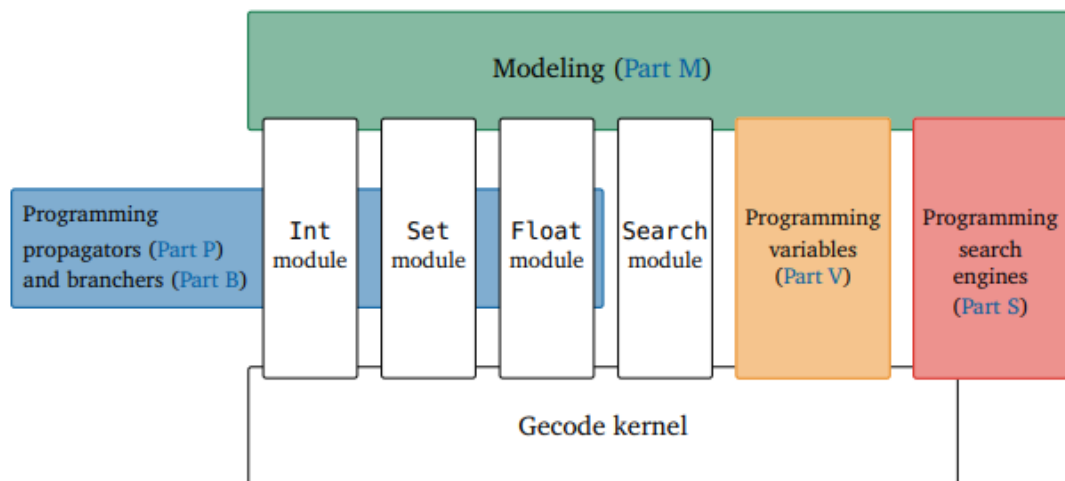 Modeling (Part M)
Programming
propagators (Part P)
and branchers (Part B)
Int
module
Set
module
Float
module
Search
module
Programming
variables
(Part V)
Programming
search
engines
(Part S)
Gecode kernel